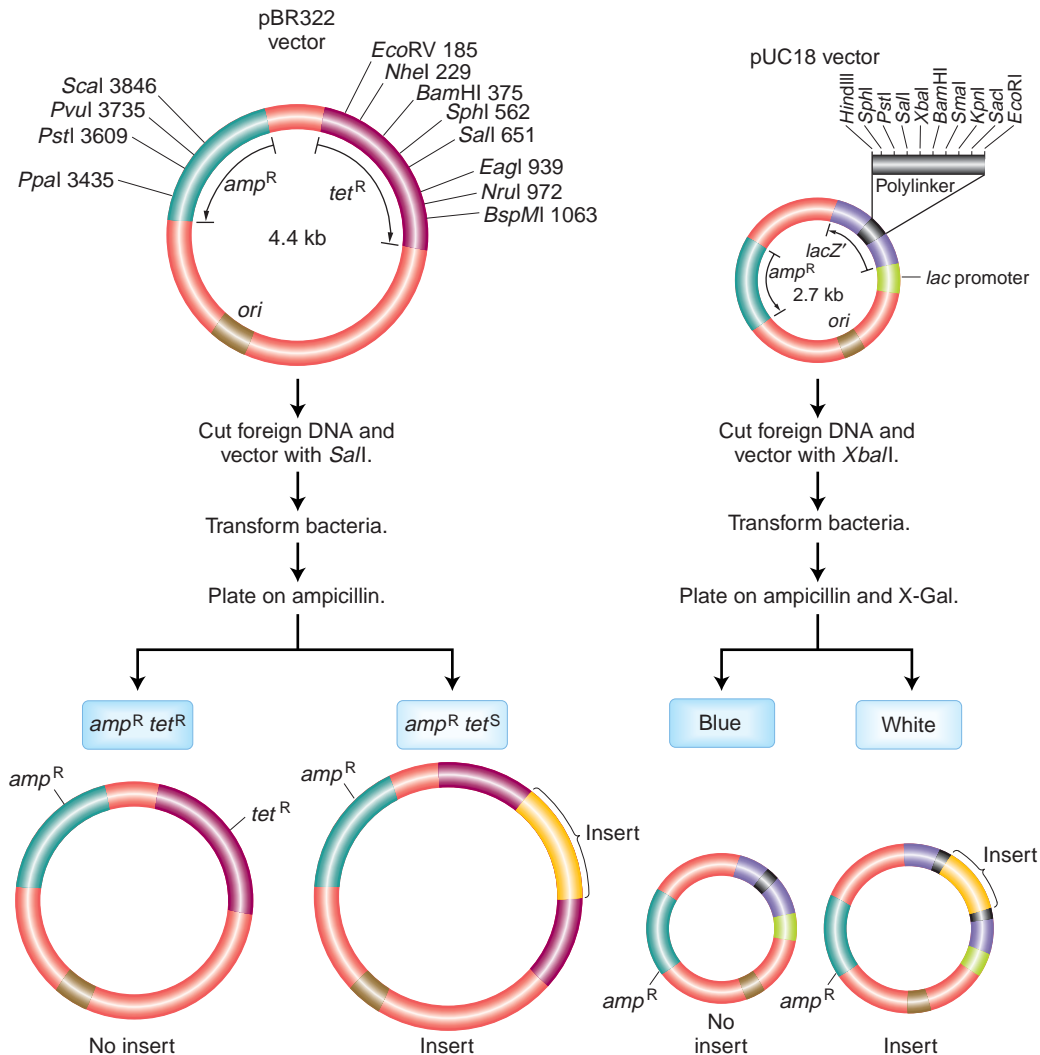 pBR322
vector
EcoRV 185
NheI 229
BamHI 375
SphI 562
SalI 651
EagI 939
NruI 972
BspMI 1063
ScaI 3846
PvuI 3735
PstI 3609
PpaI 3435
ampR
tetR
4.4 kb
ori
Cut foreign DNA and
vector with SalI.
Transform bacteria.
Plate on ampicillin.
ampR tetR
ampR tetS
ampR
tetR
No insert
ampR
Insert
Insert
pUC18 vector
HindIII
SphI
PstI
SalI
XbaI
BamHI
SmaI
KpnI
SacI
EcoRI
Polylinker
lacZ'
ampR
2.7 kb
ori
lac promoter
Cut foreign DNA and
vector with XbaII.
Transform bacteria.
Plate on ampicillin and X-Gal.
Blue
White
ampR
No
insert
Insert
ampR
Insert